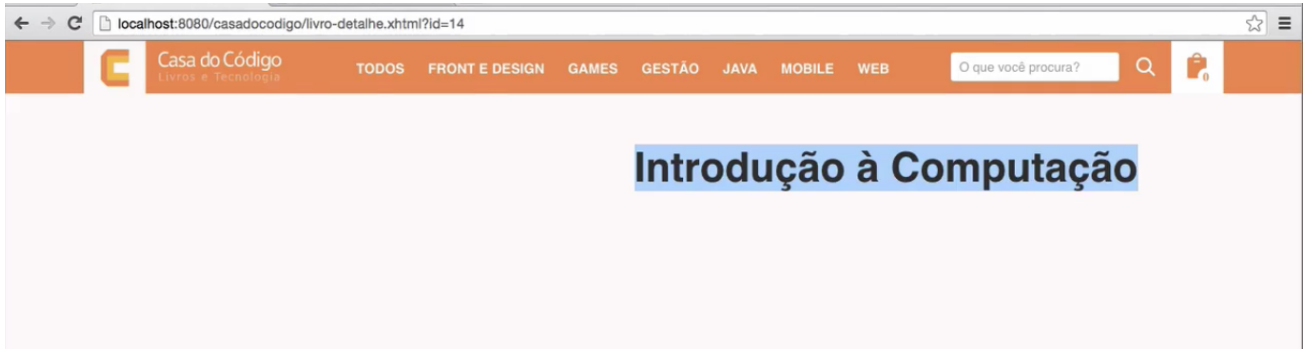 localhost:8080/casadocodigo/livro-detalhe.xhtml?id=14
Casa do Código
Livros e Tecnologia
TODOS FRONT E DESIGN GAMES GESTÃO JAVA MOBILE WEB O que você procura? 0
Introdução à Computação